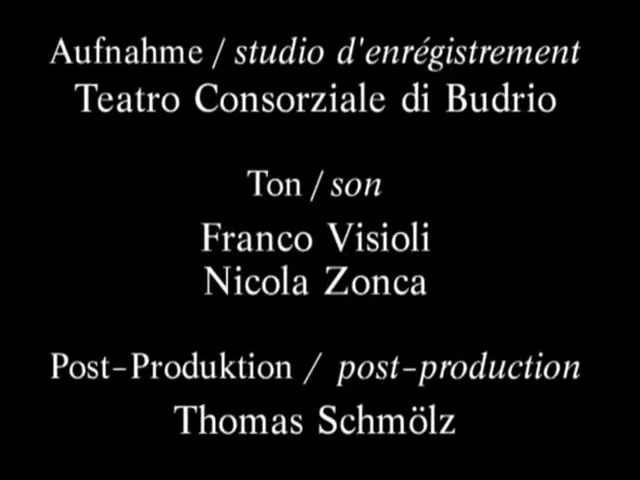 Aufnahme / studio d'enrégistrement
Teatro Consorziale di Budrio
Ton / son
Franco Visioli
Nicola Zonca
Post-Produktion / post-production
Thomas Schmölz